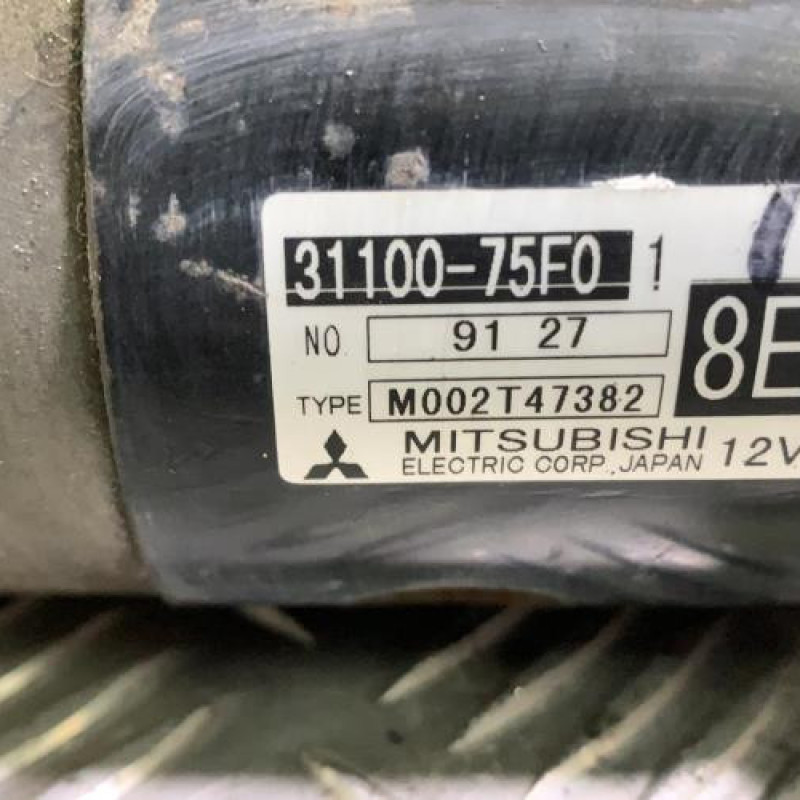 31100-75F0 1
NO. 91 27
8E
TYPE M002T47382
MITSUBISHI
ELECTRIC CORP., JAPAN 12V